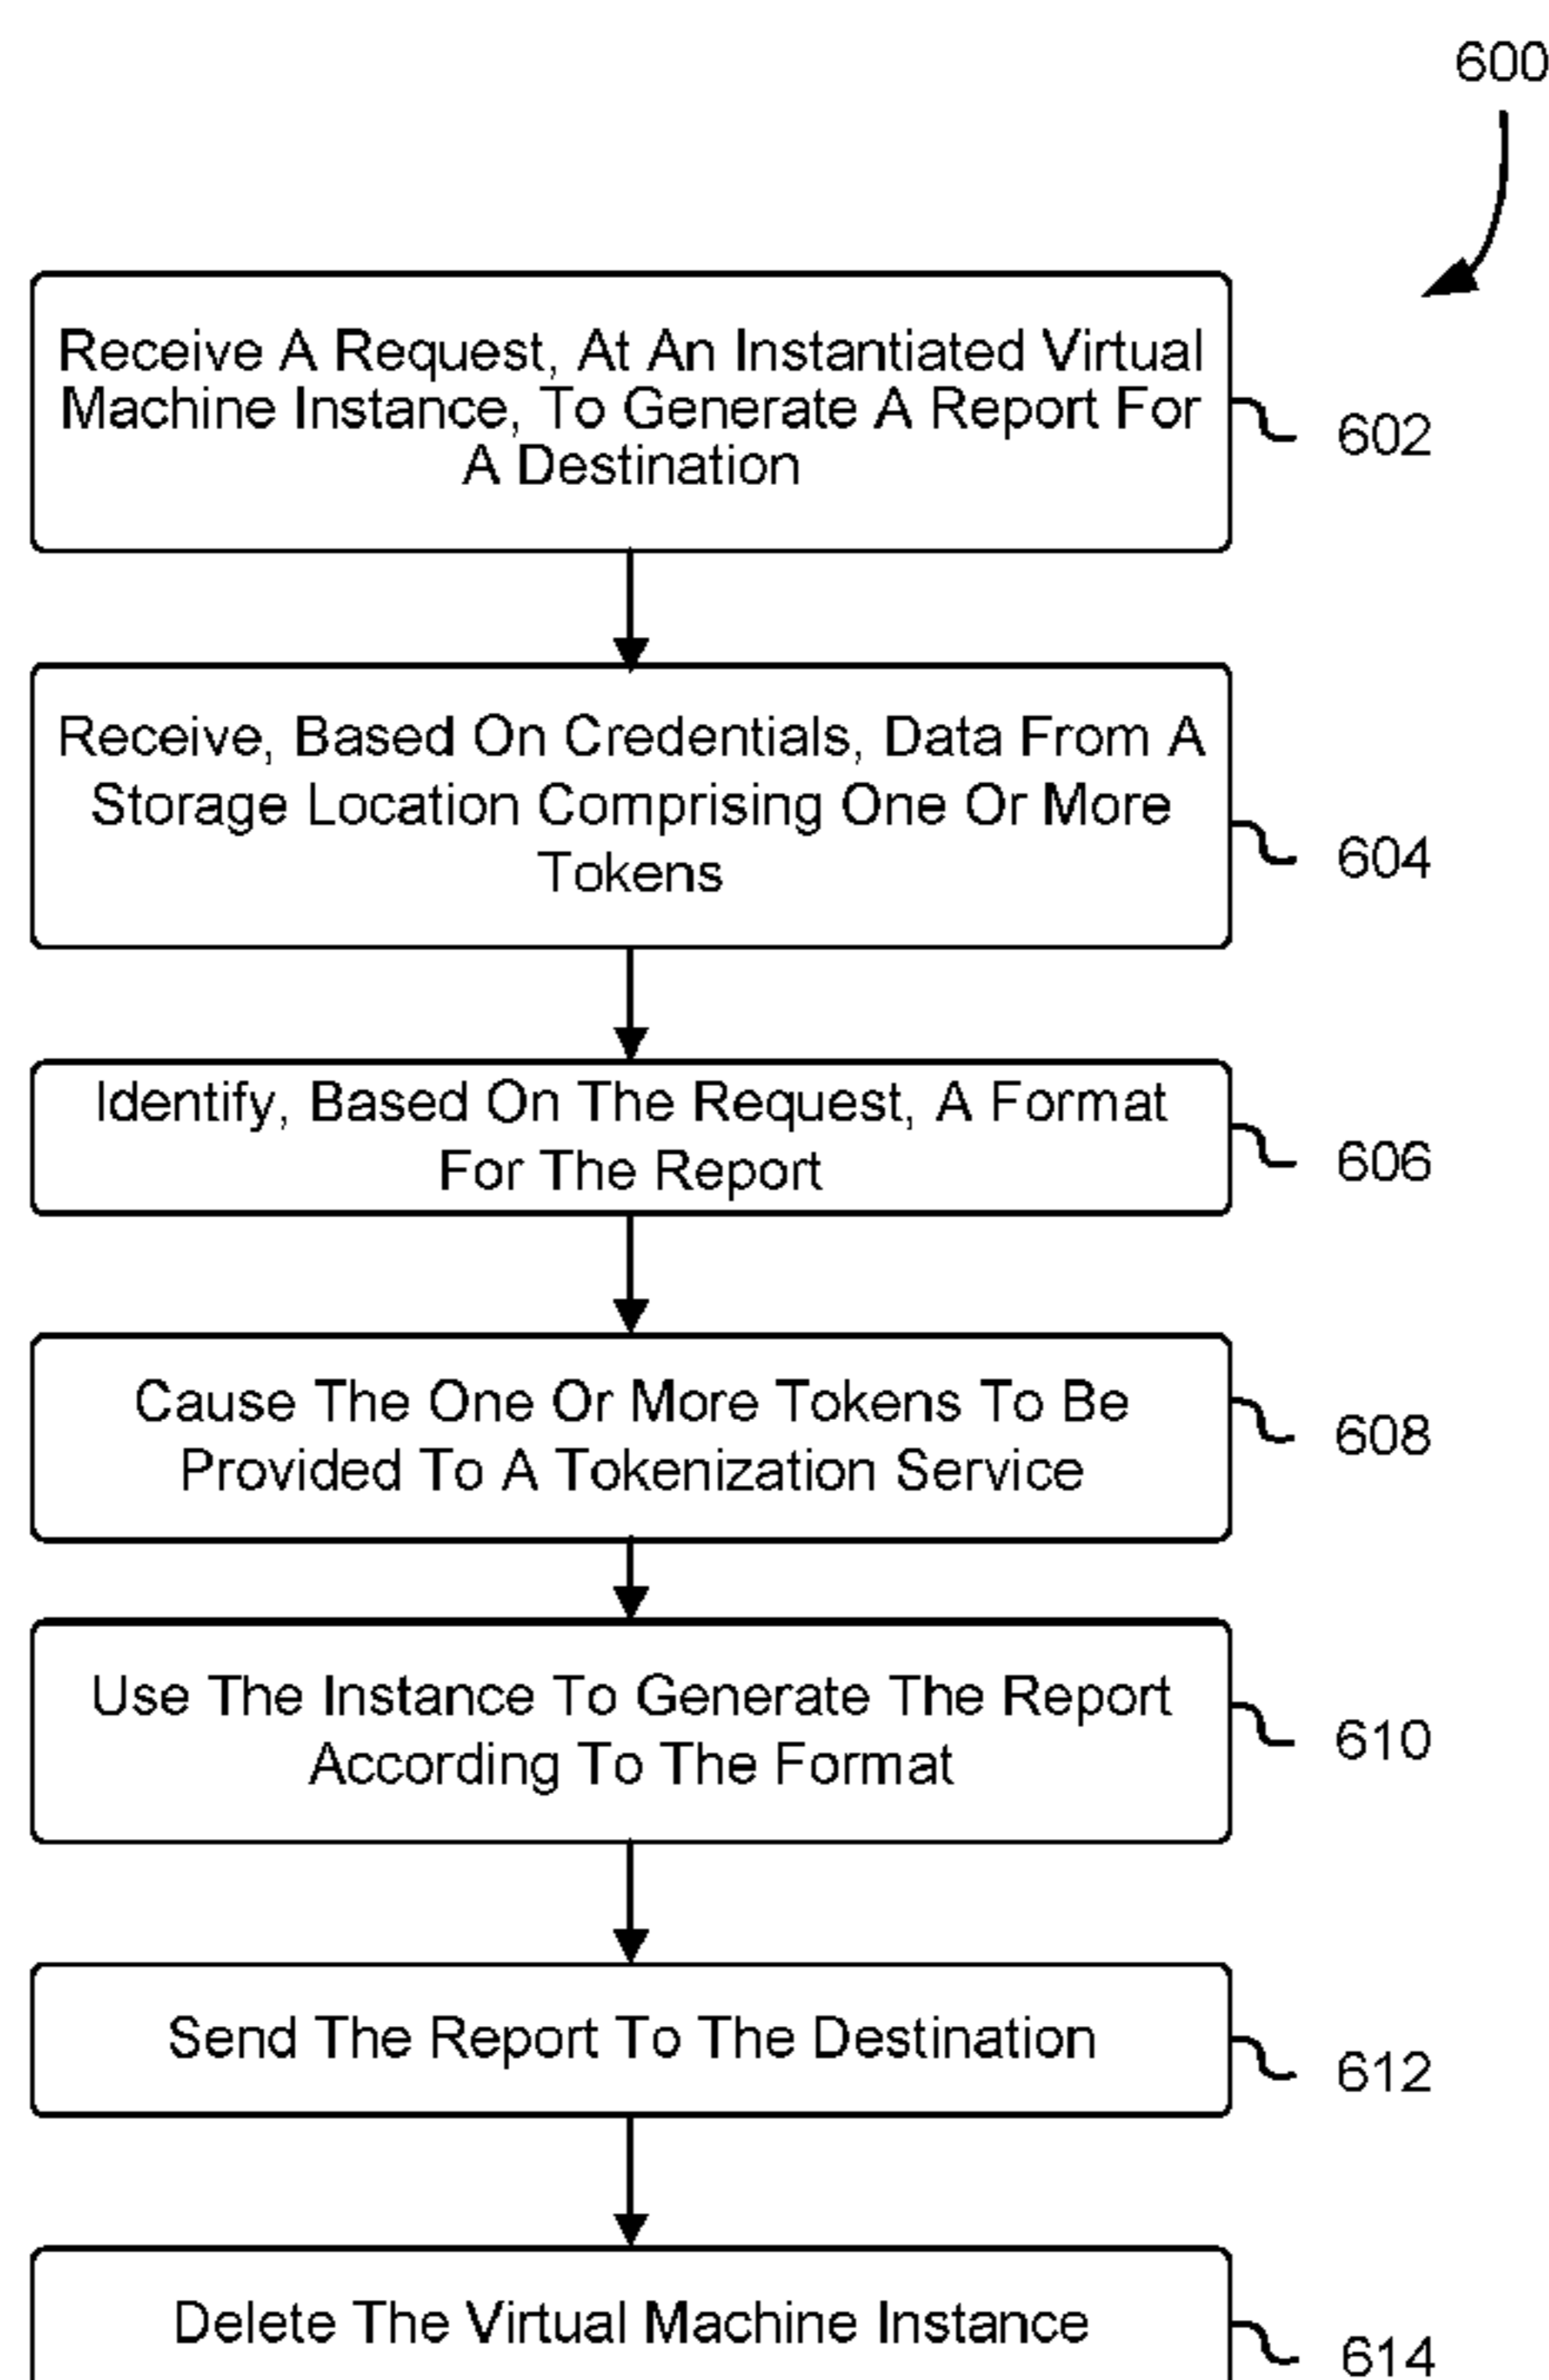 600
Receive A Request, At An Instantiated Virtual
Machine Instance, To Generate A Report For
A Destination
602
Receive, Based On Credentials, Data From A
Storage Location Comprising One Or More
Tokens
604
Identify, Based On The Request, A Format
For The Report
606
Cause The One Or More Tokens To Be
Provided To A Tokenization Service
608
Use The Instance To Generate The Report
According To The Format
610
Send The Report To The Destination
612
Delete The Virtual Machine Instance
614